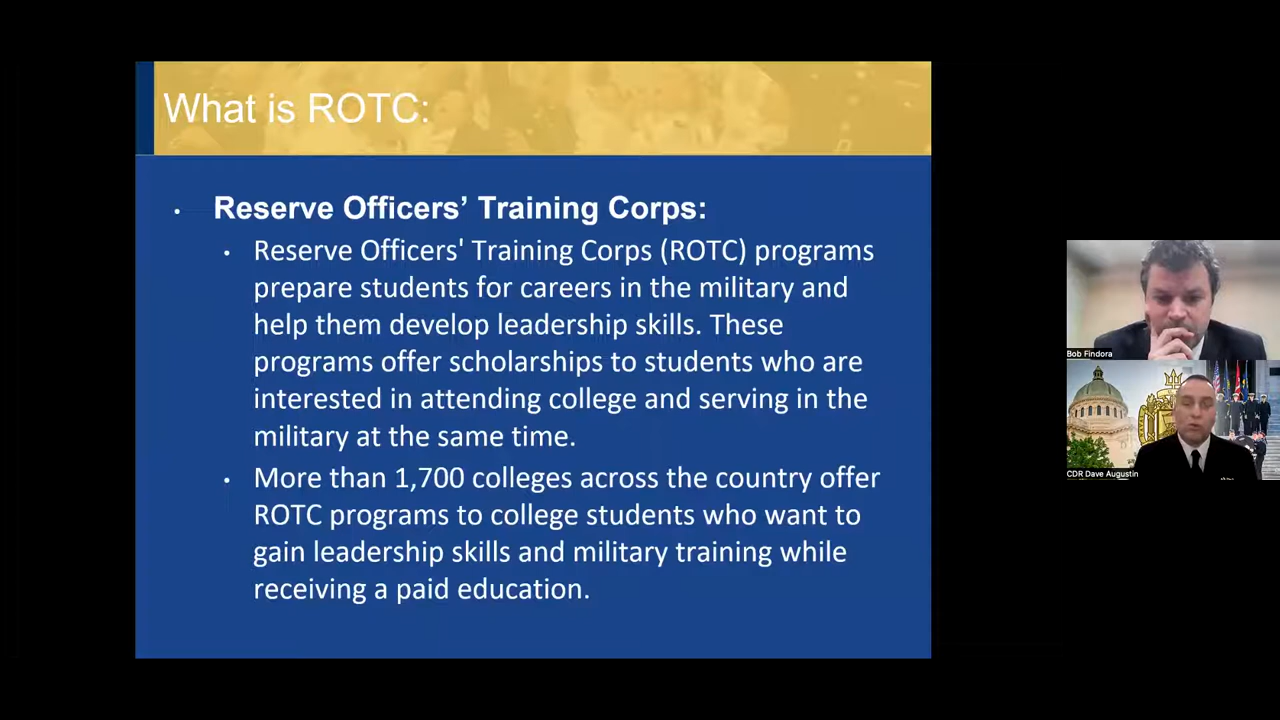 What is ROTC:
• Reserve Officers’ Training Corps:
• Reserve Officers' Training Corps (ROTC) programs
prepare students for careers in the military and
help them develop leadership skills. These
programs offer scholarships to students who are
interested in attending college and serving in the
military at the same time.
• More than 1,700 colleges across the country offer
ROTC programs to college students who want to
gain leadership skills and military training while
receiving a paid education.
Bob Findora
CDR Dave Augustin